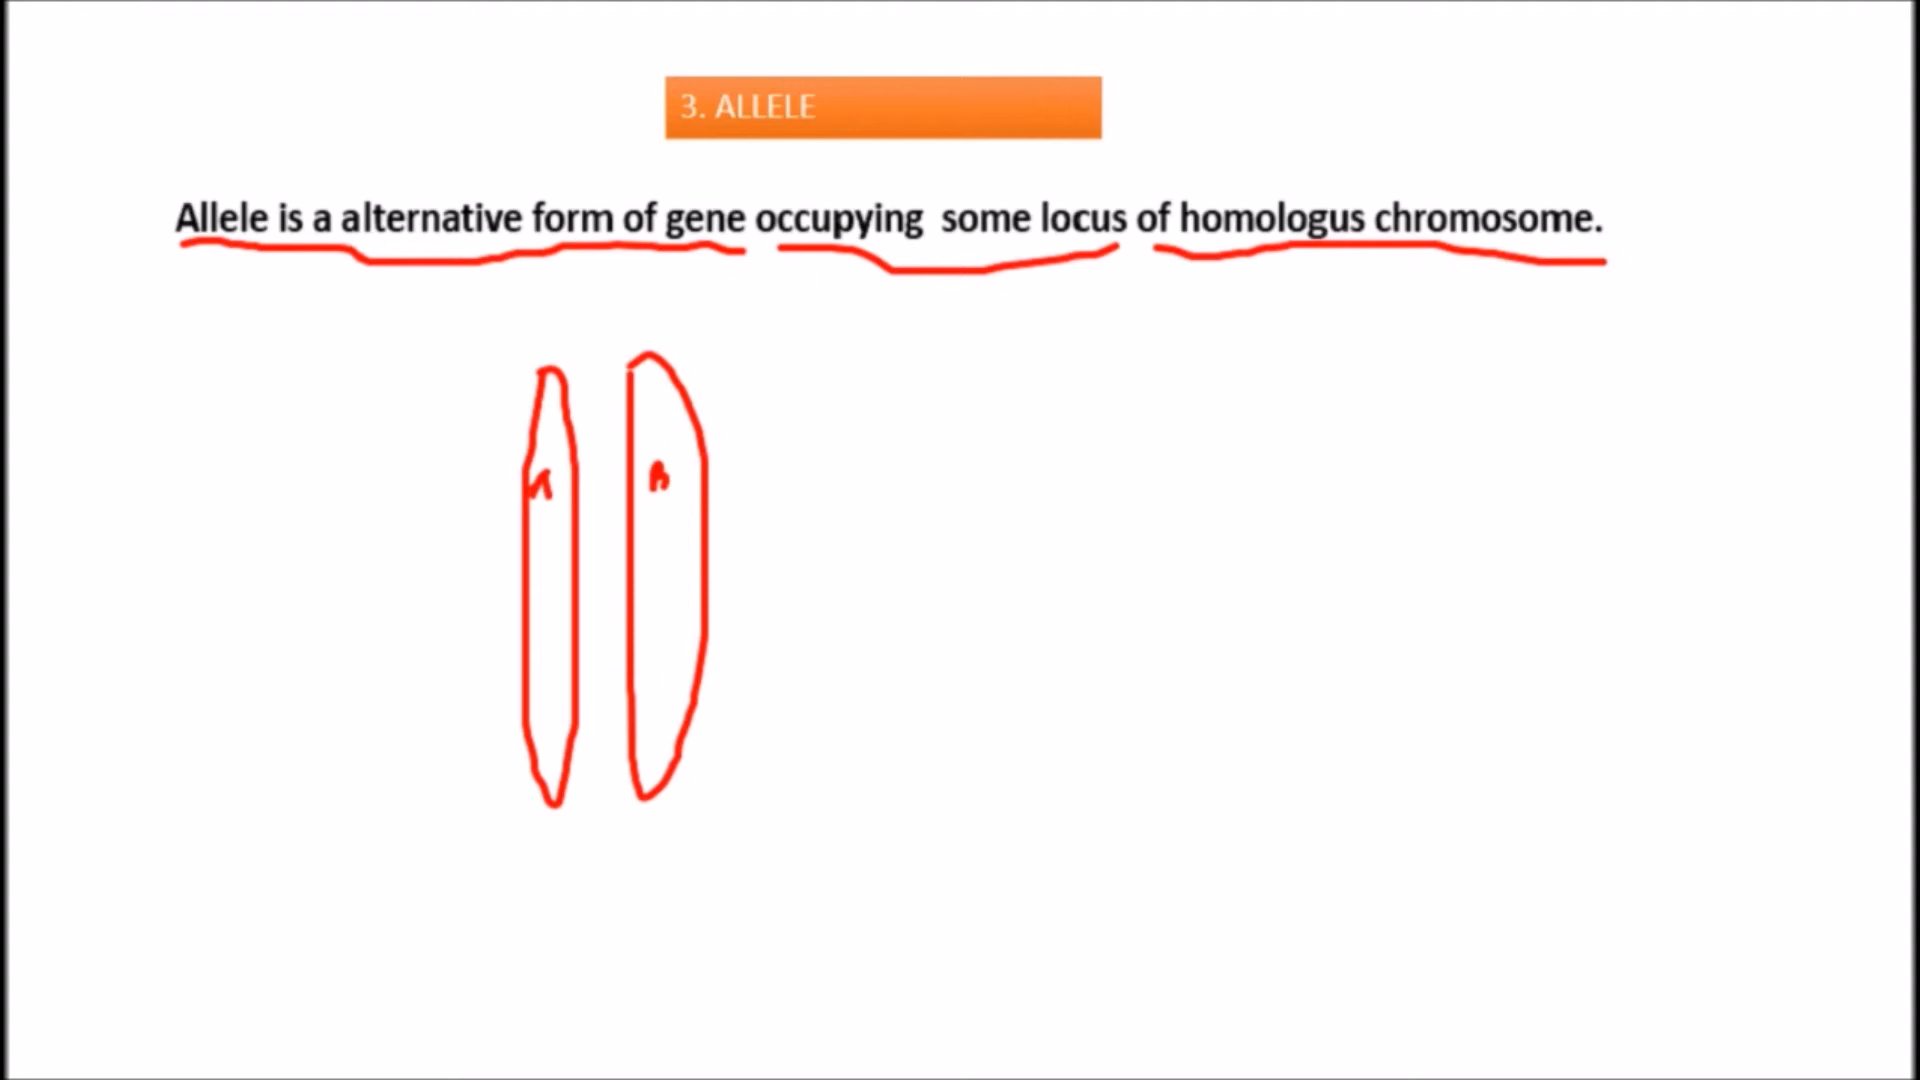 3. ALLELE
Allele is a alternative form of gene occupying some locus of homologus chromosome.
A B